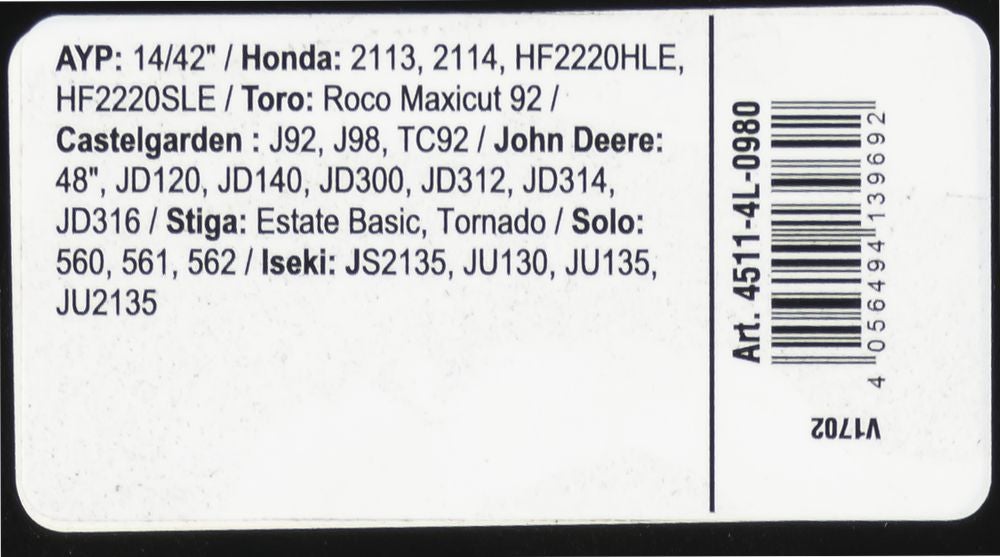 AYP: 14/42" / Honda: 2113, 2114, HF2220HLE,
HF2220SLE / Toro: Roco Maxicut 92 /
Castelgarden : J92, J98, TC92 / John Deere:
48", JD120, JD140, JD300, JD312, JD314,
JD316 / Stiga: Estate Basic, Tornado / Solo:
560, 561, 562 / Iseki: JS2135, JU130, JU135,
JU2135
Art. 4511-4L-0980
4 056494 139692
V1702